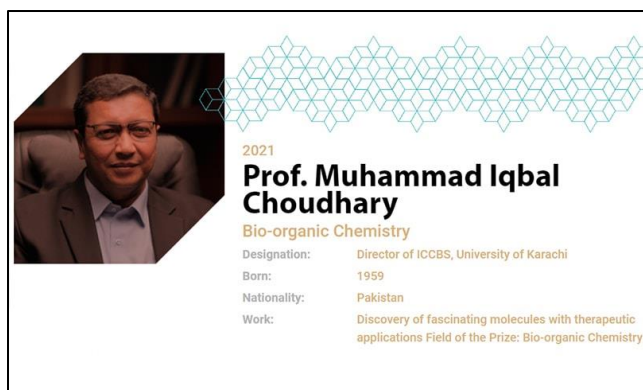 2021
Prof. Muhammad Iqbal
Choudhary
Bio-organic Chemistry
Designation: Director of ICCBS, University of Karachi
Born: 1959
Nationality: Pakistan
Work: Discovery of fascinating molecules with therapeutic
applications Field of the Prize: Bio-organic Chemistry